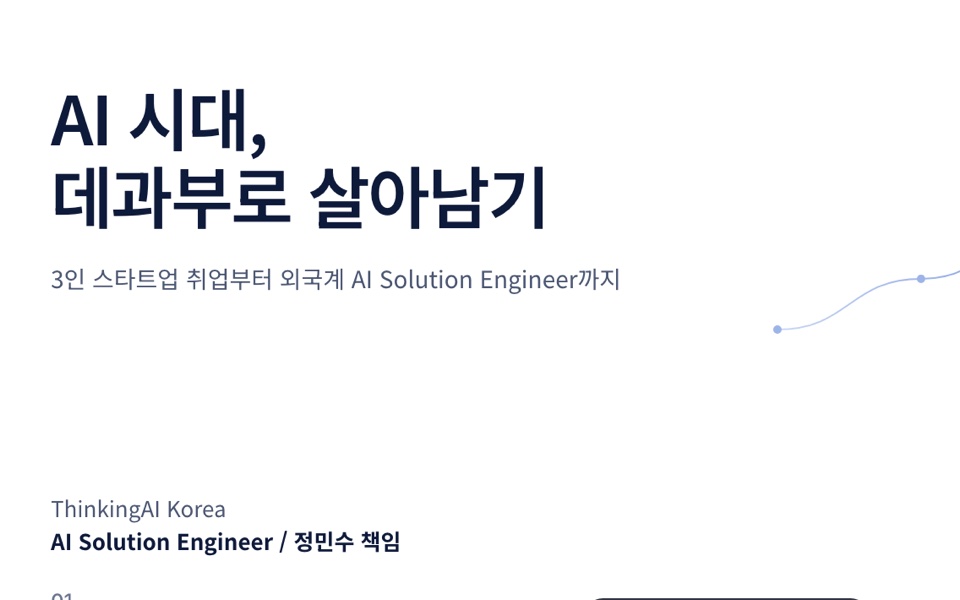 AI 시대,
데과부로 살아남기
3인 스타트업 취업부터 외국계 AI Solution Engineer까지
ThinkingAI Korea
AI Solution Engineer / 정민수 책임
01